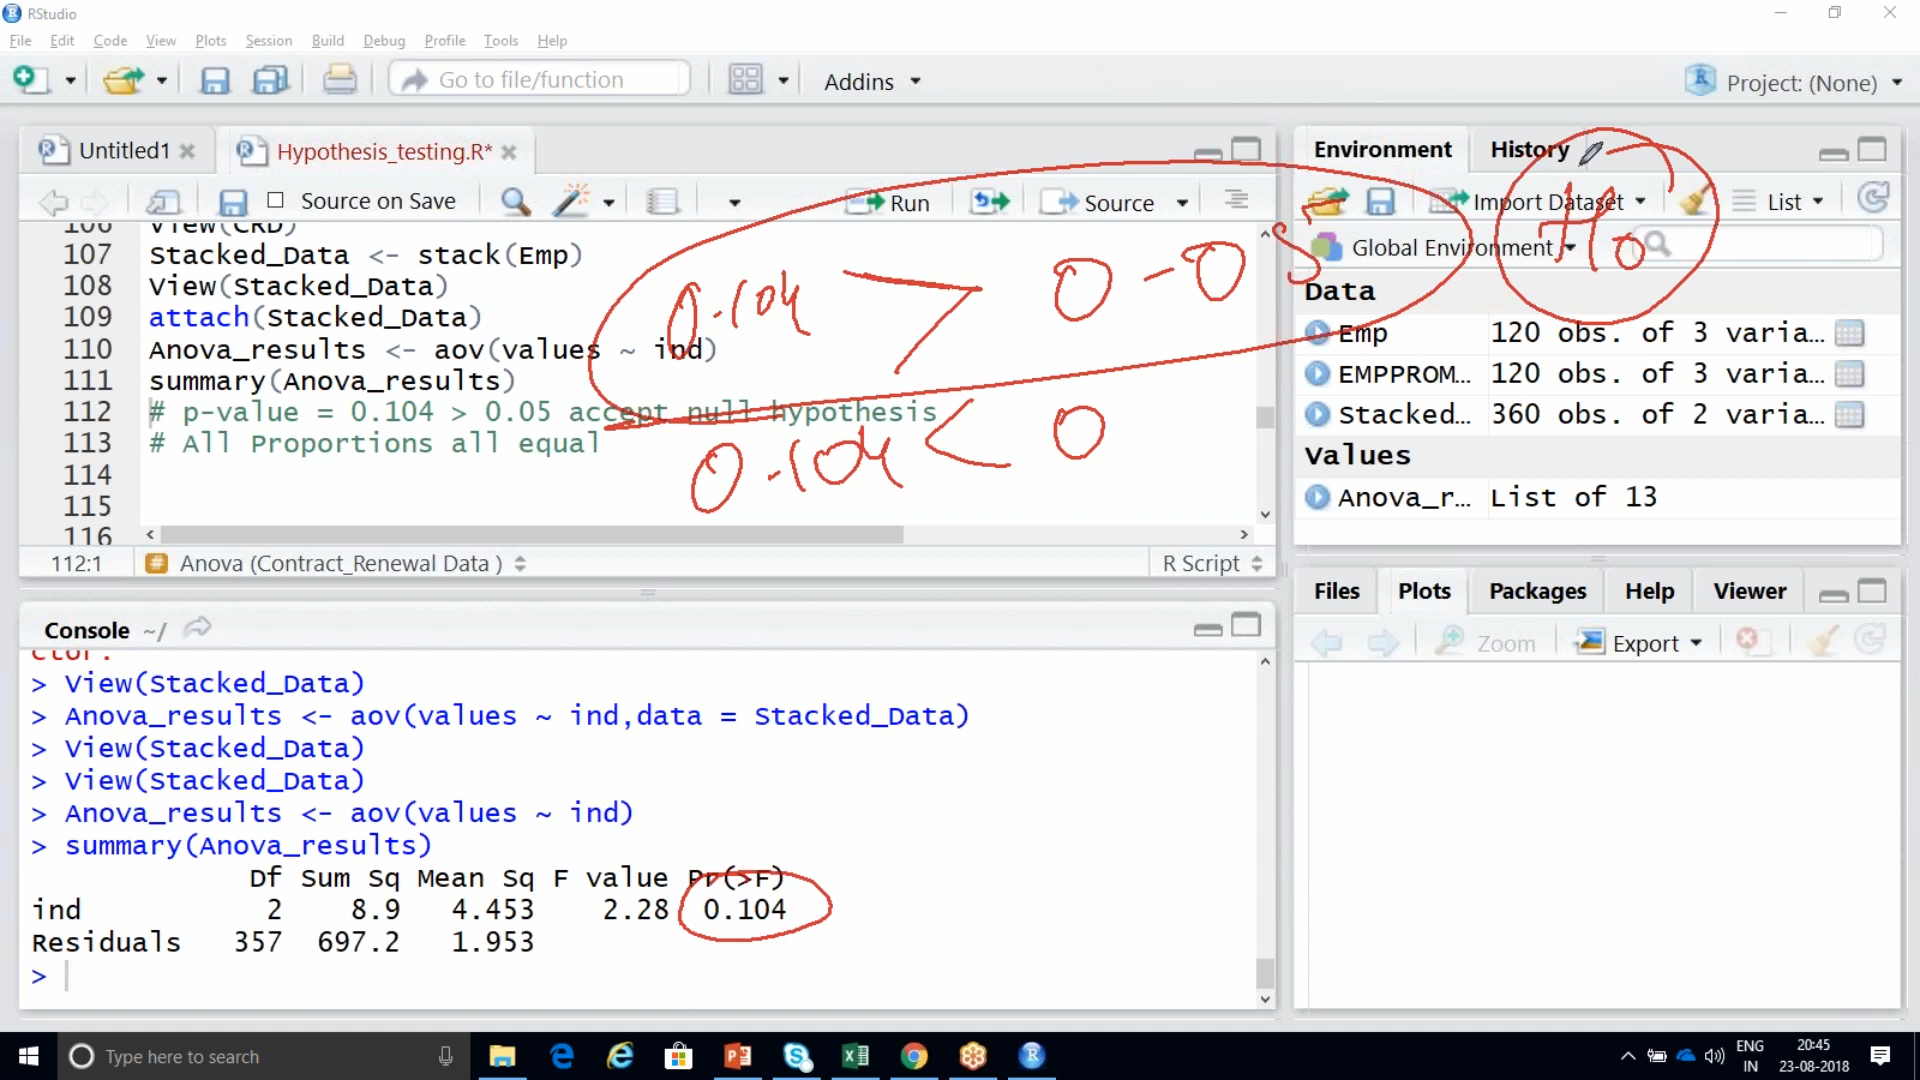 RStudio
File Edit Code View Plots Session Build Debug Profile Tools Help
Go to file/function Addins Project: (None)
Untitled1 Hypothesis_testing.R*
Source on Save Run Source
106 View(CRD)
107 Stacked_Data <- stack(Emp)
108 View(Stacked_Data)
109 attach(Stacked_Data)
110 Anova_results <- aov(values ~ ind)
111 summary(Anova_results)
112 # p-value = 0.104 > 0.05 accept null hypothesis
113 # All Proportions all equal
114
115
116
0.104 > 0-05
0.104 < 0
H0
112:1 Anova (Contract_Renewal Data ) R Script
Console ~/
ctor.
> View(Stacked_Data)
> Anova_results <- aov(values ~ ind,data = Stacked_Data)
> View(Stacked_Data)
> View(Stacked_Data)
> Anova_results <- aov(values ~ ind)
> summary(Anova_results)
Df Sum Sq Mean Sq F value Pr(>F)
ind 2 8.9 4.453 2.28 0.104
Residuals 357 697.2 1.953
>
Environment History
Import Dataset List
Global Environment
Data
Emp 120 obs. of 3 varia…
EMPPROM… 120 obs. of 3 varia…
Stacked… 360 obs. of 2 varia…
Values
Anova_r… List of 13
Files Plots Packages Help Viewer
Zoom Export
Type here to search
ENG
IN
20:45
23-08-2018